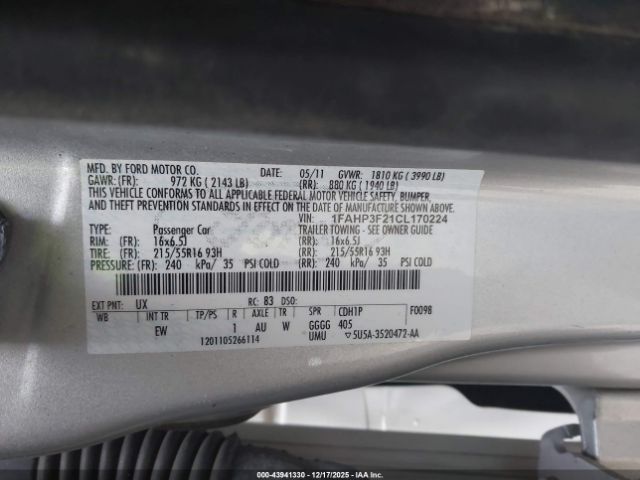 MFD. BY FORD MOTOR CO. DATE: 05/11 GVWR: 1810 KG ( 3990 LB)
GAWR: (FR): 972 KG ( 2143 LB) (RR): 880 KG ( 1940 LB)
THIS VEHICLE CONFORMS TO ALL APPLICABLE FEDERAL MOTOR VEHICLE SAFETY, BUMPER,
AND THEFT PREVENTION STANDARDS IN EFFECT ON THE DATE OF MANUFACTURE SHOWN ABOVE.
VIN: 1FAHP3F21CL170224
TYPE: Passenger Car TRAILER TOWING - SEE OWNER GUIDE
RIM: (FR): 16x6.5J (RR): 16x6.5J
TIRE: (FR): 215/55R16 93H (RR): 215/55R16 93H
PRESSURE: (FR): 240 kPa/ 35 PSI COLD (RR): 240 kPa/ 35 PSI COLD
EXT PNT: UX RC: 83 DSO: F0098
WB INT TR TP/PS R AXLE TR SPR CDH1P
EW 1 AU W GGGG 405
1201105266114 UMU ▽5U5A-3520472-AA
000-43941330 - 12/17/2025 - IAAI.COM